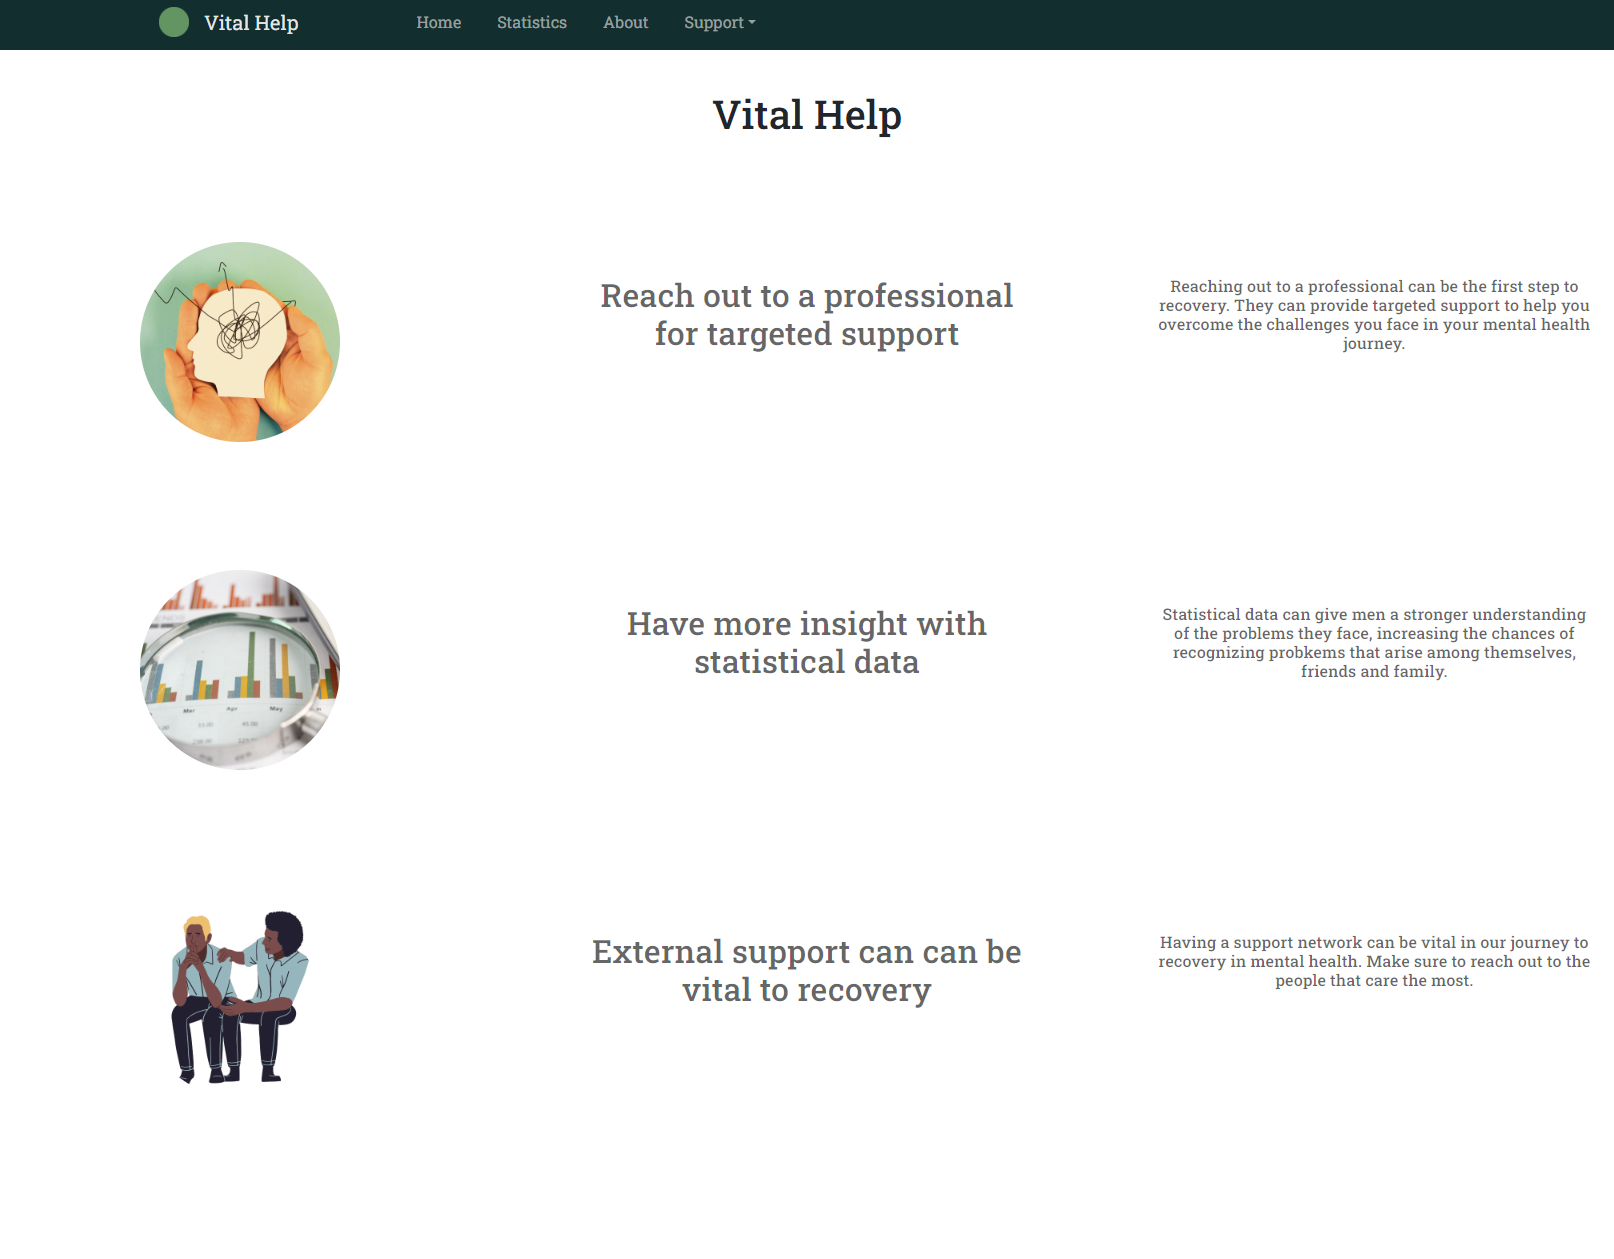 Vital Help
Home
Statistics
About
Support
Vital Help
Reach out to a professional
for targeted support
Reaching out to a professional can be the first step to
recovery. They can provide targeted support to help you
overcome the challenges you face in your mental health
journey.
Mar
Apr
May
Have more insight with
statistical data
Statistical data can give men a stronger understanding
of the problems they face, increasing the chances of
recognizing probkems that arise among themselves,
friends and family.
External support can can be
vital to recovery
Having a support network can be vital in our journey to
recovery in mental health. Make sure to reach out to the
people that care the most.